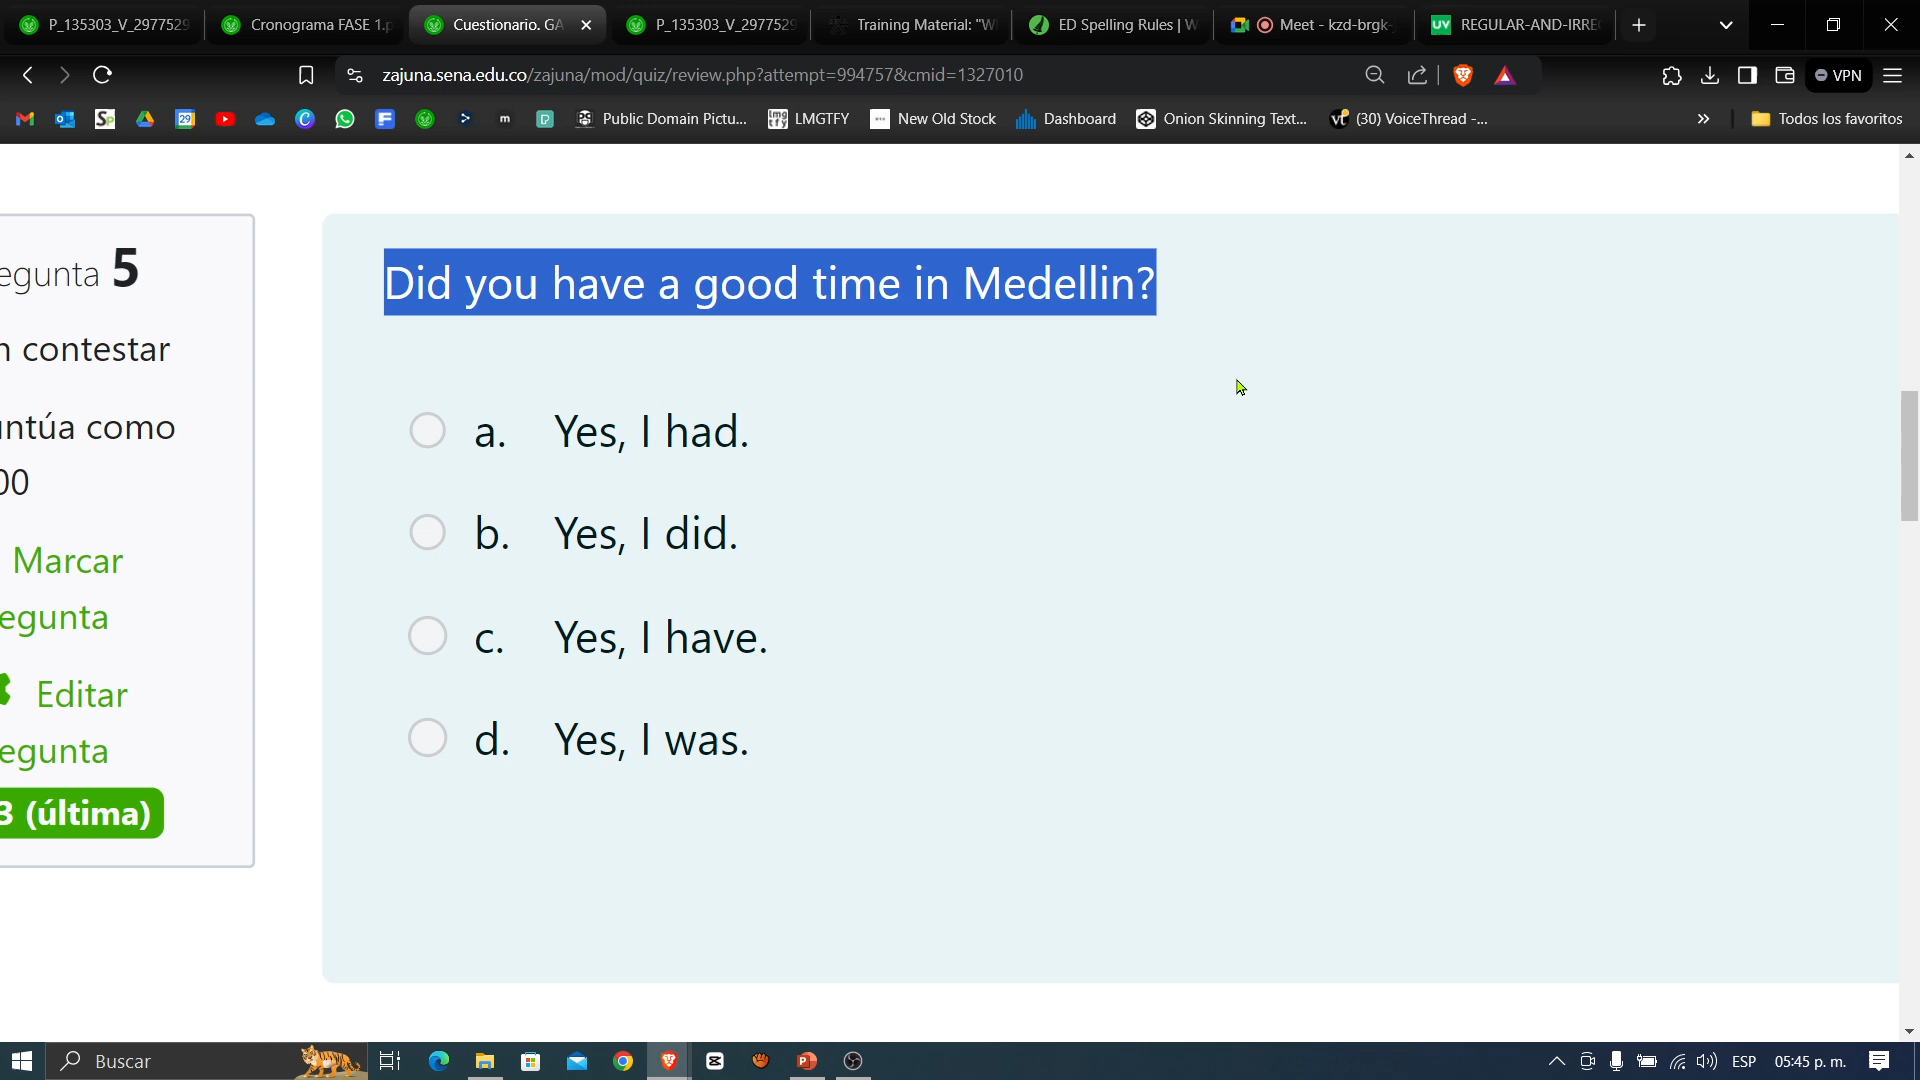 P_135303_V_2977529
Cronograma FASE 1.p
Cuestionario. GA
P_135303_V_2977529
Training Material: "W
ED Spelling Rules | W
Meet - kzd-brgk-
REGULAR-AND-IRRE
zajuna.sena.edu.co/zajuna/mod/quiz/review.php?attempt=994757&cmid=1327010
VPN
Public Domain Pictu...
LMGTFY
New Old Stock
Dashboard
Onion Skinning Text...
(30) VoiceThread -...
Todos los favoritos
egunta 5
n contestar
ntúa como
00
Marcar
egunta
Editar
egunta
3 (última)
Did you have a good time in Medellin?
a. Yes, I had.
b. Yes, I did.
c. Yes, I have.
d. Yes, I was.
Buscar
ESP
05:45 p. m.